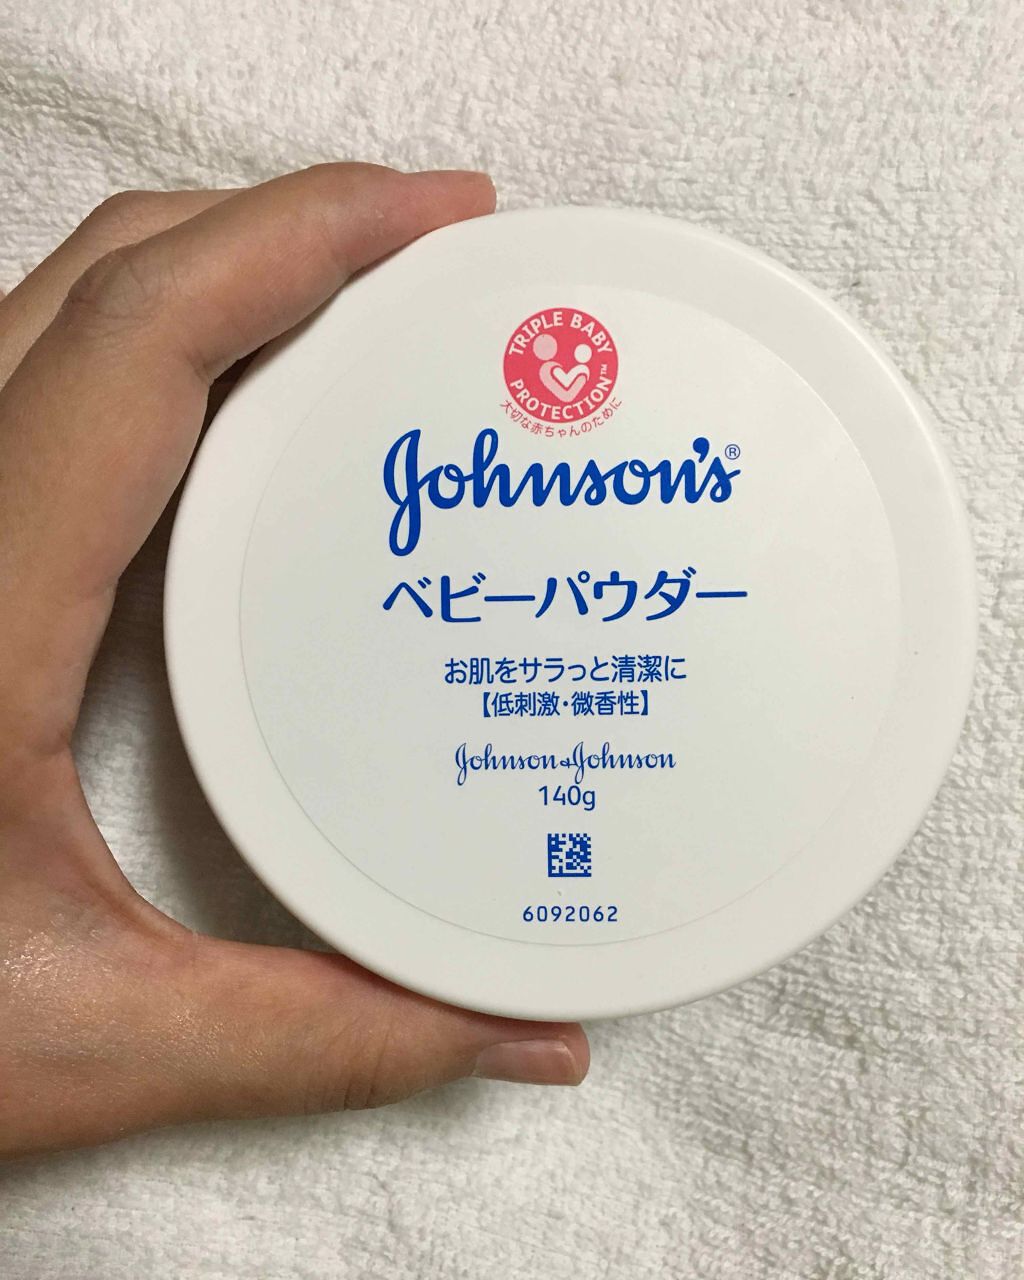 TRIPLE BABY
PROTECTION™
大切な赤ちゃんのために
Johnson's®
ベビーパウダー
お肌をサラっと清潔に
【低刺激・微香性】
Johnson & Johnson
140g
6092062